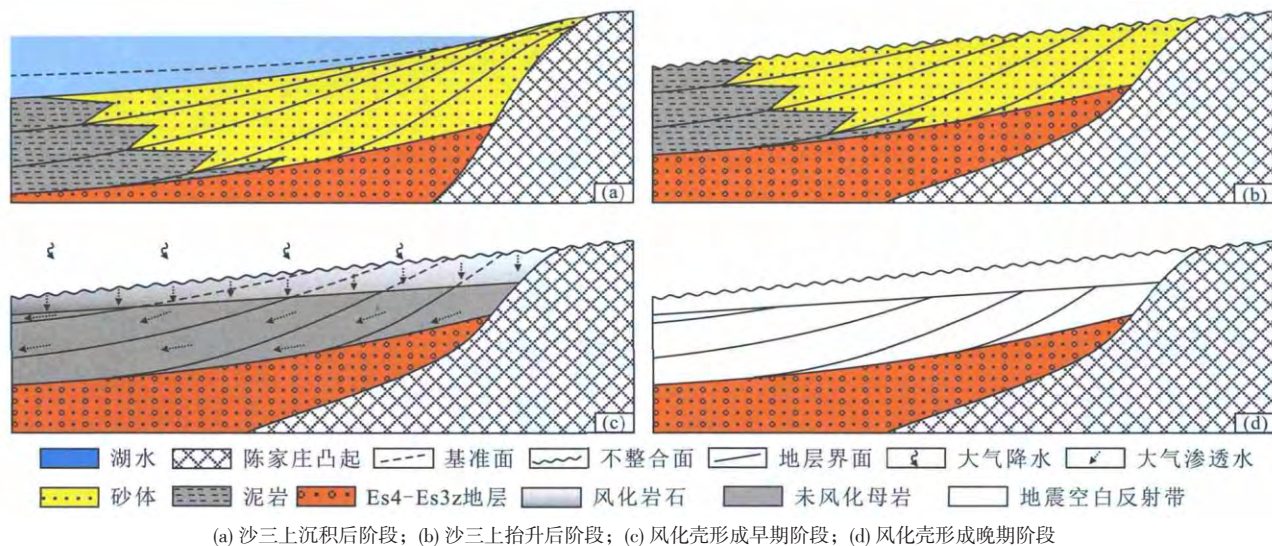 (a)
(b)
(c)
(d)
湖水 陈家庄凸起 基准面 不整合面 地层界面 大气降水 大气渗透水
砂体 泥岩 Es4-Es3z地层 风化岩石 未风化母岩 地震空白反射带
(a) 沙三上沉积后阶段；(b) 沙三上抬升后阶段；(c) 风化壳形成早期阶段；(d) 风化壳形成晚期阶段